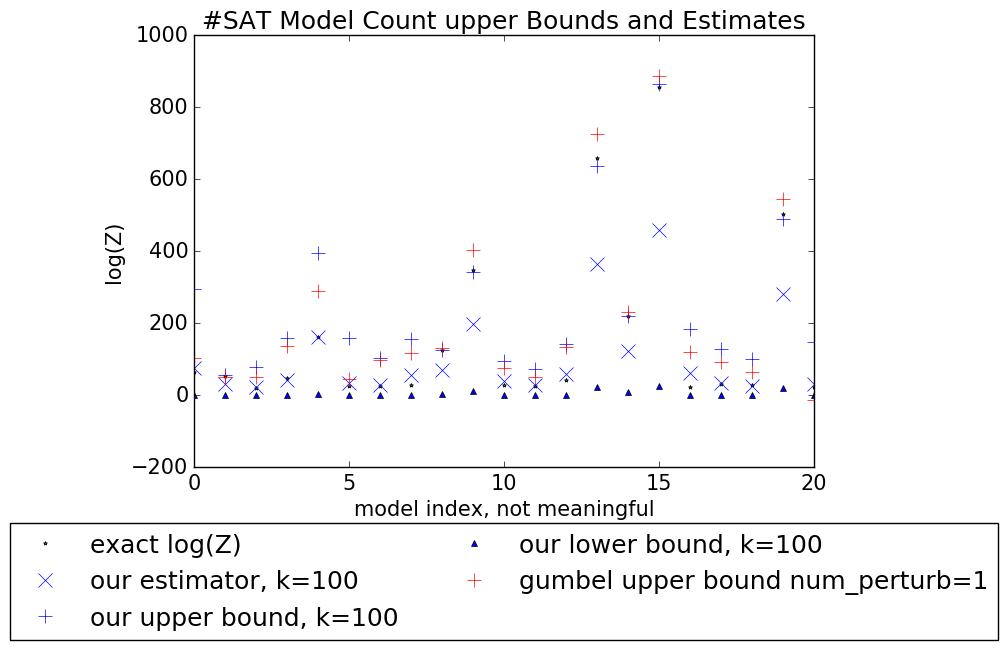 #SAT Model Count upper Bounds and Estimates
1000
800
600
400
200
0
−200
log(Z)
0 5 10 15 20
model index, not meaningful
exact log(Z)
our estimator, k=100
our upper bound, k=100
our lower bound, k=100
gumbel upper bound num_perturb=1